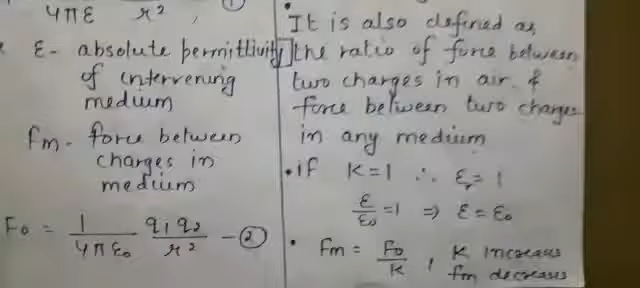 4πε r² , ①
ε - absolute permittivity
of intervening
medium
Fm - force between
charges in
medium
F₀ = 1/4πε₀ q₁q₂/r² - ②
It is also defined as
the ratio of force between
two charges in air &
force between two charges
in any medium
• if K=1 ∴ εr = 1
ε/ε₀ = 1 ⇒ ε = ε₀
• Fm = F₀/K , K increases
Fm decreases